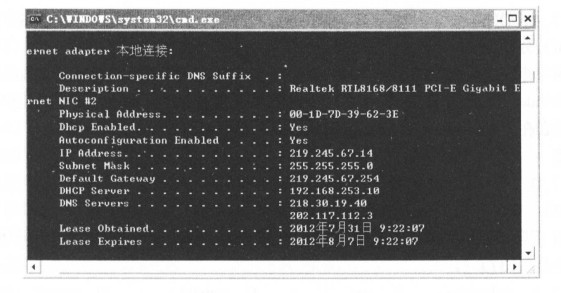 C:\WINDOWS\system32\cmd.exe
ernet adapter 本地连接:
Connection-specific DNS Suffix . :
Description . . . . . . . . . . . : Realtek RTL8168/8111 PCI-E Gigabit E
rnet NIC #2
Physical Address. . . . . . . . . : 00-1D-7D-39-62-3E
Dhcp Enabled. . . . . . . . . . . : Yes
Autoconfiguration Enabled . . . . : Yes
IP Address. . . . . . . . . . . . : 219.245.67.14
Subnet Mask . . . . . . . . . . . : 255.255.255.0
Default Gateway . . . . . . . . . : 219.245.67.254
DHCP Server . . . . . . . . . . . : 192.168.253.10
DNS Servers . . . . . . . . . . . : 218.30.19.40
202.117.112.3
Lease Obtained. . . . . . . . . . : 2012年7月31日 9:22:07
Lease Expires . . . . . . . . . . : 2012年8月7日 9:22:07